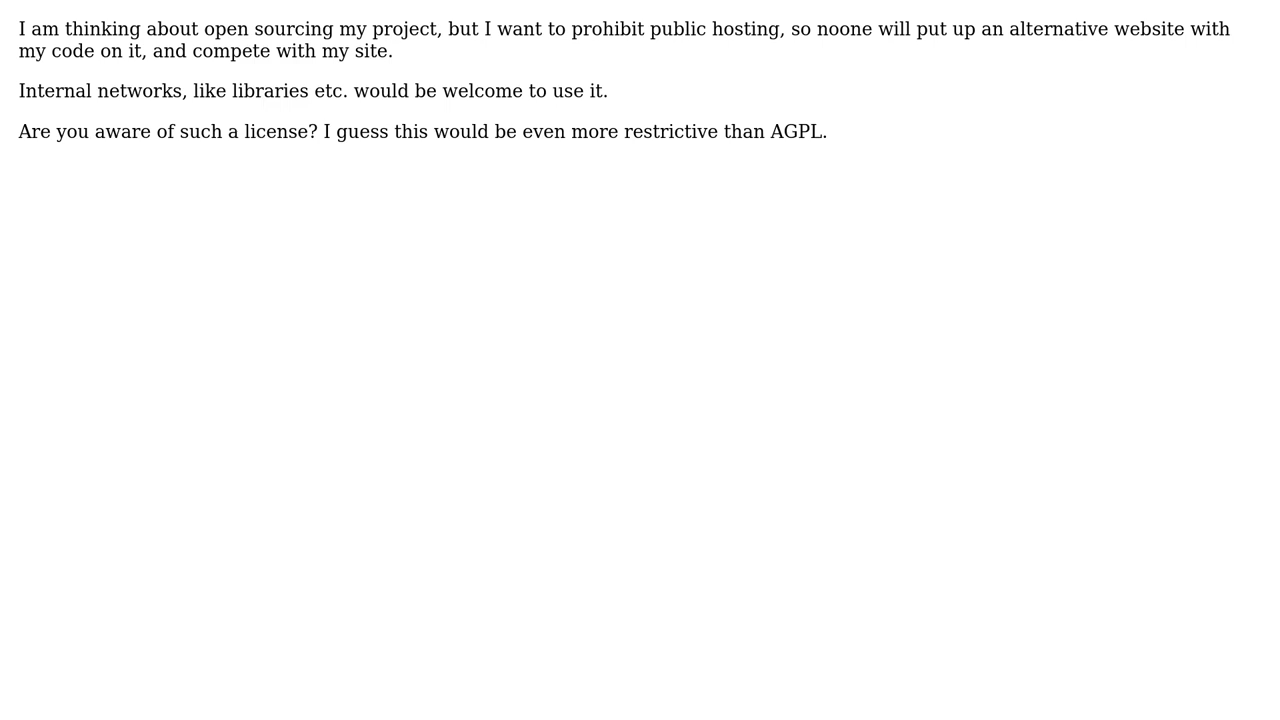 I am thinking about open sourcing my project, but I want to prohibit public hosting, so noone will put up an alternative website with
my code on it, and compete with my site.
Internal networks, like libraries etc. would be welcome to use it.
Are you aware of such a license? I guess this would be even more restrictive than AGPL.